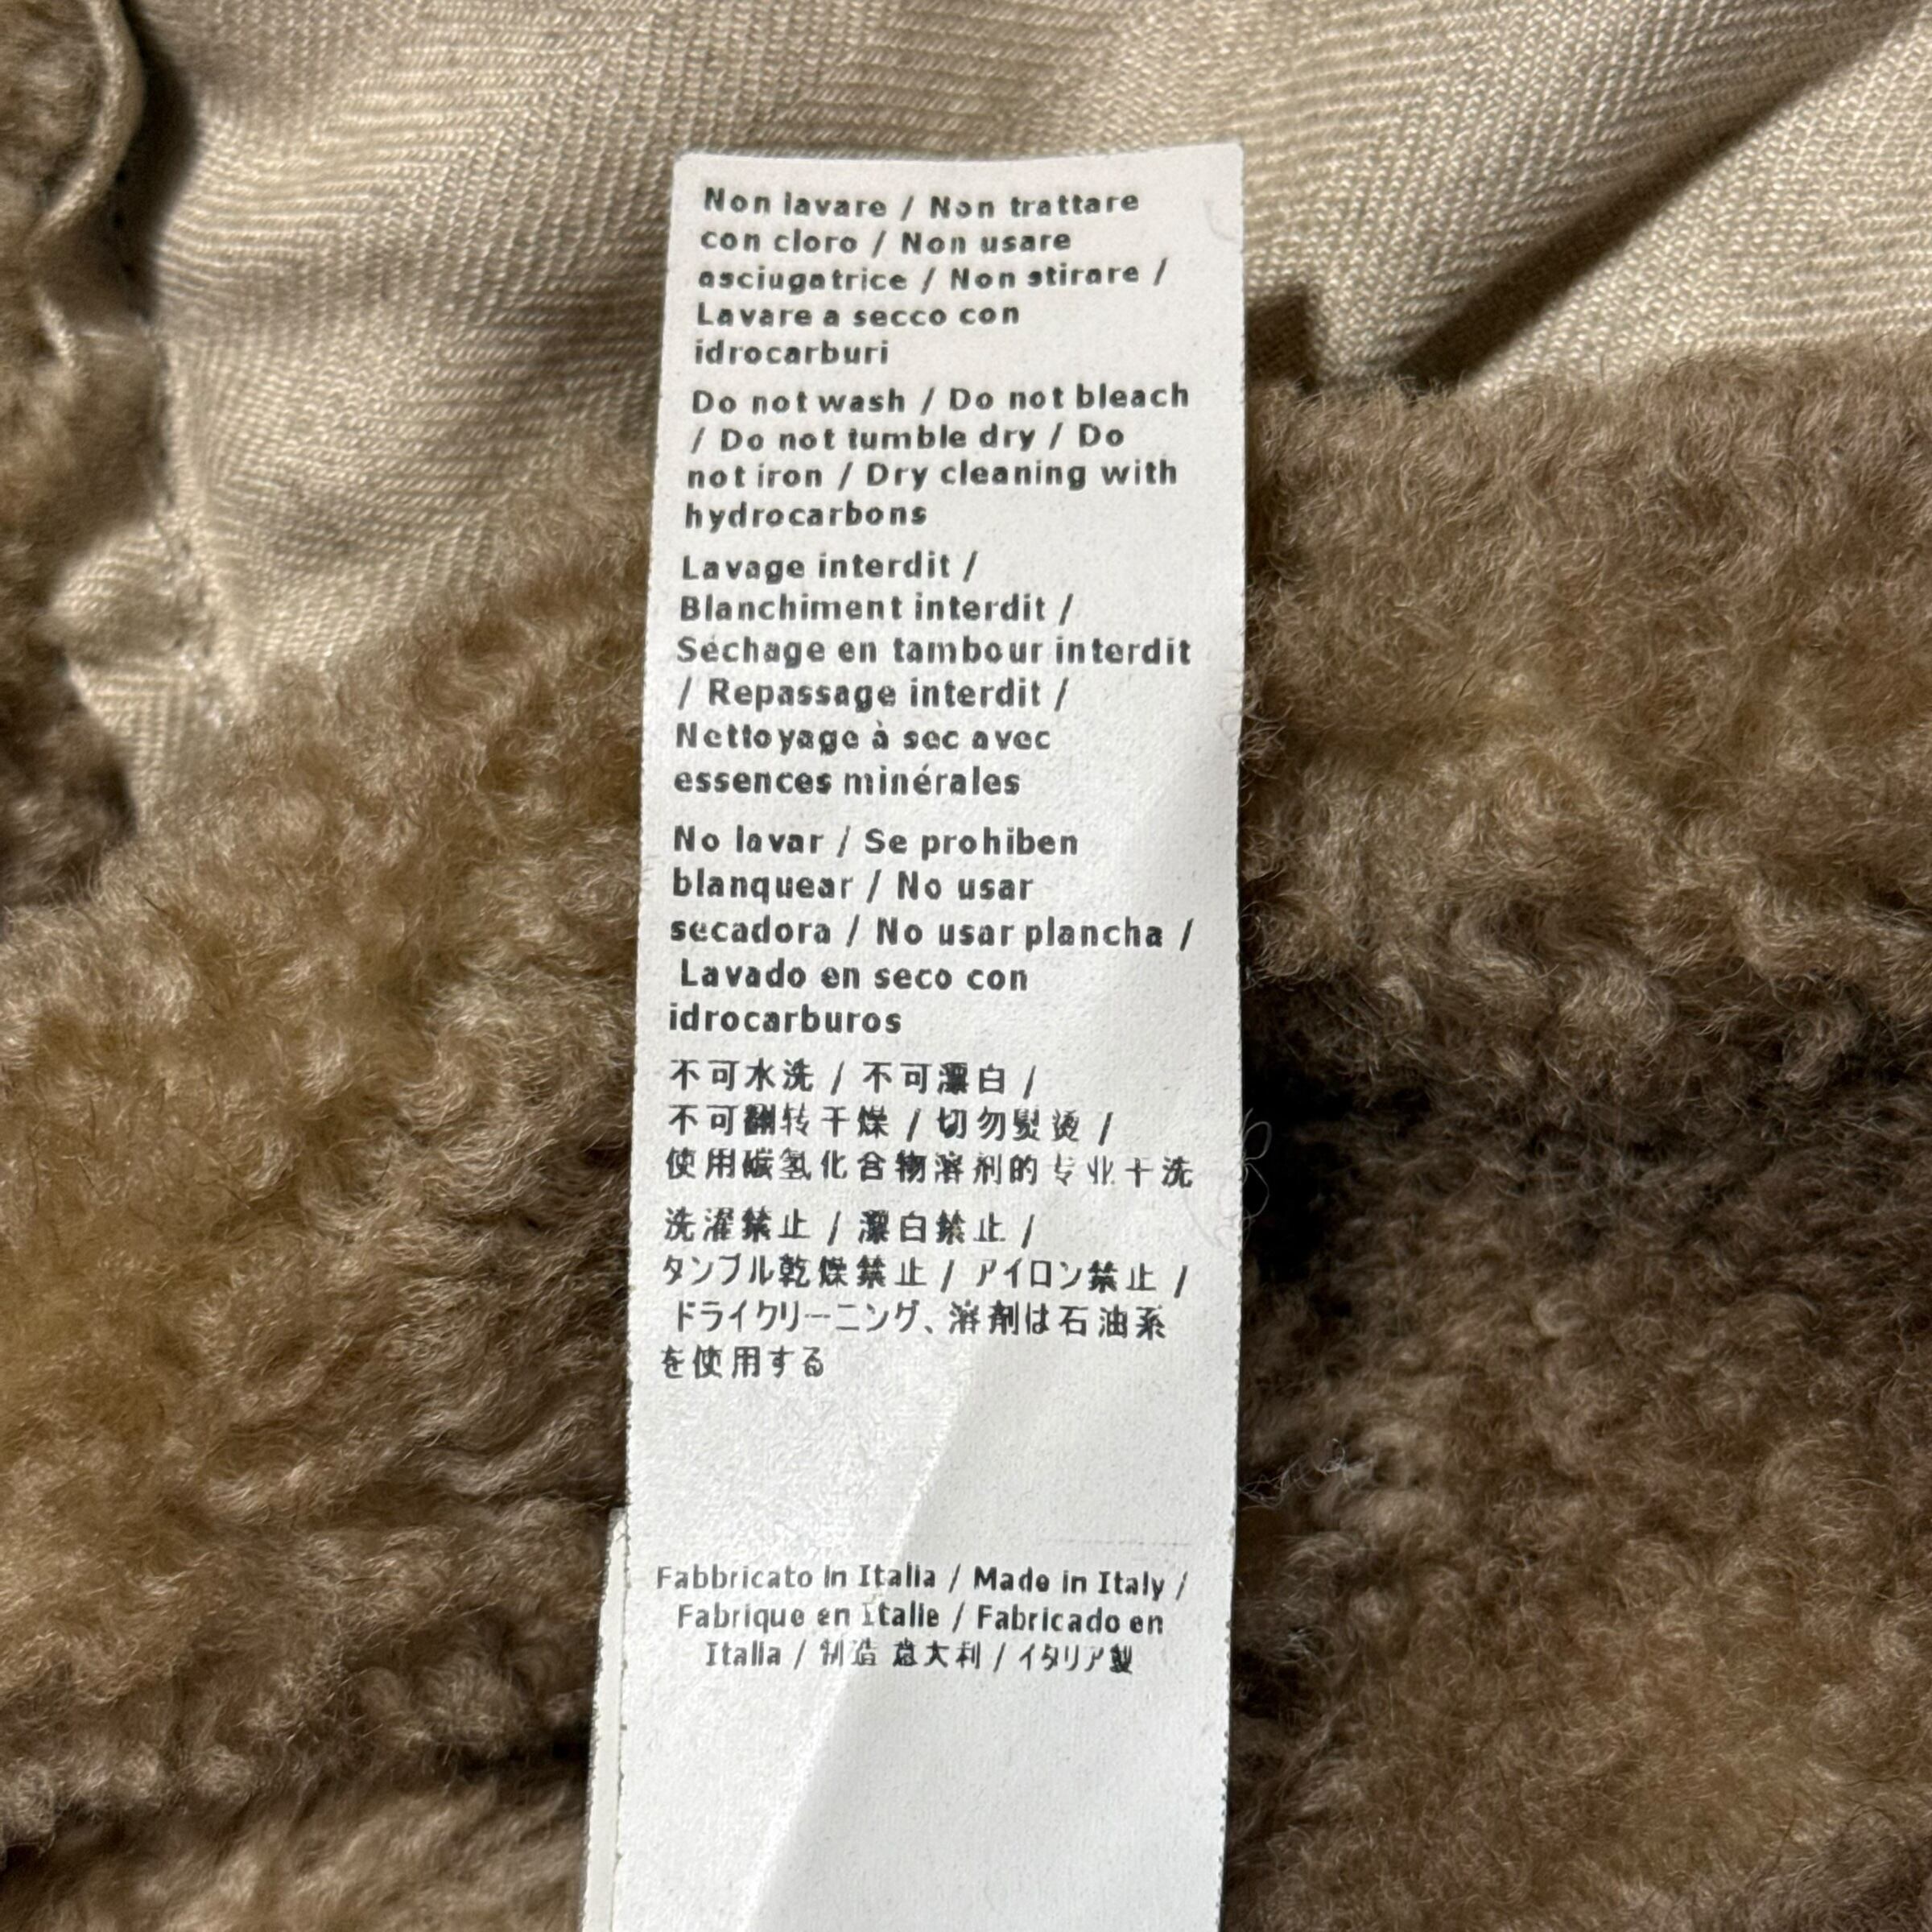 Non lavare / Non trattare
con cloro / Non usare
asciugatrice / Non stirare /
Lavare a secco con
idrocarburi
Do not wash / Do not bleach
/ Do not tumble dry / Do
not iron / Dry cleaning with
hydrocarbons
Lavage interdit /
Blanchiment interdit /
Séchage en tambour interdit
/ Repassage interdit /
Nettoyage à sec avec
essences minérales
No lavar / Se prohiben
blanquear / No usar
secadora / No usar plancha /
Lavado en seco con
idrocarburos
不可水洗 / 不可漂白 /
不可翻转干燥 / 切勿熨烫 /
使用碳氢化合物溶剂的专业干洗
洗濯禁止 / 漂白禁止 /
タンブル乾燥禁止 / アイロン禁止 /
ドライクリーニング、溶剤は石油系
を使用する
Fabbricato in Italia / Made in Italy /
Fabrique en Italie / Fabricado en
Italia / 制造 意大利 / イタリア製